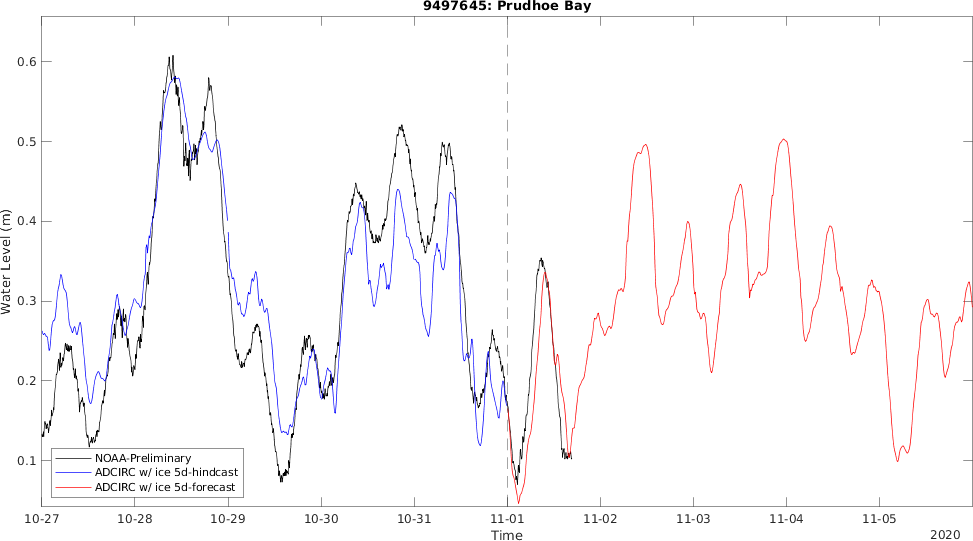 9497645: Prudhoe Bay
Water Level (m)
0.6
0.5
0.4
0.3
0.2
0.1
NOAA-Preliminary
ADCIRC w/ ice 5d-hindcast
ADCIRC w/ ice 5d-forecast
10-27 10-28 10-29 10-30 10-31 11-01 11-02 11-03 11-04 11-05
Time
2020